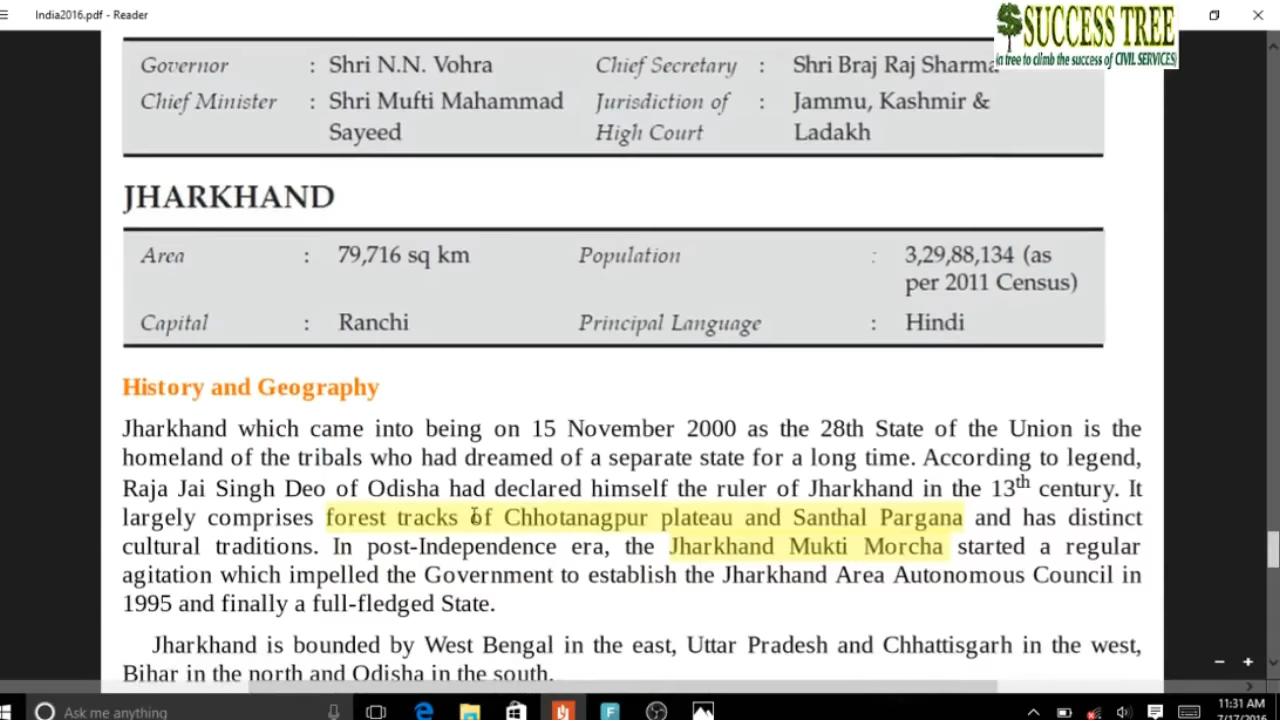 India2016.pdf - Reader
SUCCESS TREE
(a tree to climb the success of CIVIL SERVICES)
Governor : Shri N.N. Vohra Chief Secretary : Shri Braj Raj Sharma
Chief Minister : Shri Mufti Mahammad Jurisdiction of : Jammu, Kashmir &
Sayeed High Court Ladakh
JHARKHAND
Area : 79,716 sq km Population : 3,29,88,134 (as
per 2011 Census)
Capital : Ranchi Principal Language : Hindi
History and Geography
Jharkhand which came into being on 15 November 2000 as the 28th State of the Union is the
homeland of the tribals who had dreamed of a separate state for a long time. According to legend,
Raja Jai Singh Deo of Odisha had declared himself the ruler of Jharkhand in the 13th century. It
largely comprises forest tracks of Chhotanagpur plateau and Santhal Pargana and has distinct
cultural traditions. In post-Independence era, the Jharkhand Mukti Morcha started a regular
agitation which impelled the Government to establish the Jharkhand Area Autonomous Council in
1995 and finally a full-fledged State.
Jharkhand is bounded by West Bengal in the east, Uttar Pradesh and Chhattisgarh in the west,
Bihar in the north and Odisha in the south.
Ask me anything
11:31 AM